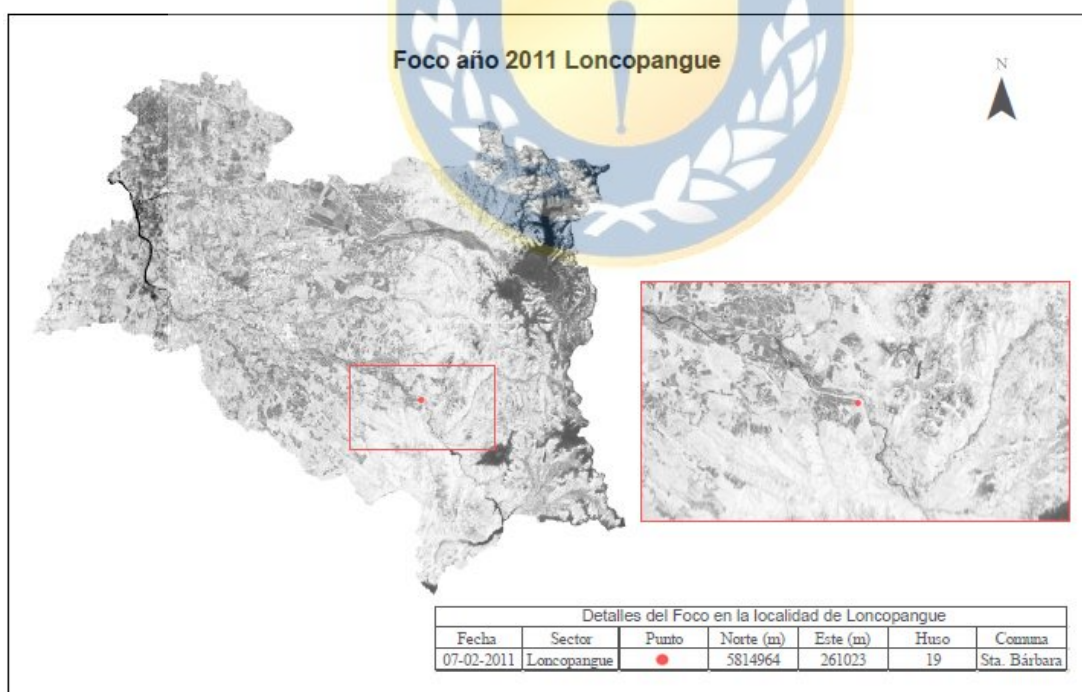 Foco año 2011 Loncopangue
N
Detalles del Foco en la localidad de Loncopangue
Fecha Sector Punto Norte (m) Este (m) Huso Comuna
07-02-2011 Loncopangue 5814964 261023 19 Sta. Bárbara